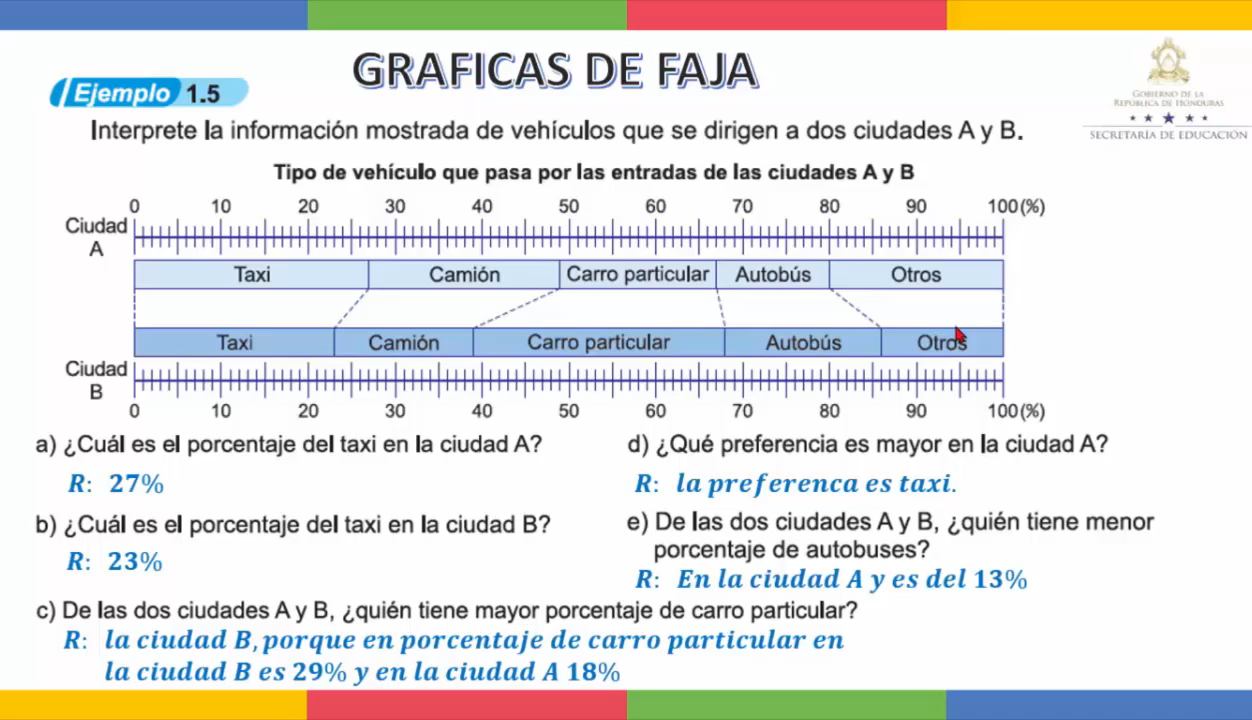 GRAFICAS DE FAJA
Ejemplo 1.5
GOBIERNO DE LA
REPÚBLICA DE HONDURAS
SECRETARÍA DE EDUCACIÓN
Interprete la información mostrada de vehículos que se dirigen a dos ciudades A y B.
Tipo de vehículo que pasa por las entradas de las ciudades A y B
0 10 20 30 40 50 60 70 80 90 100(%)
Ciudad
A
Taxi Camión Carro particular Autobús Otros
Taxi Camión Carro particular Autobús Otros
Ciudad
B
0 10 20 30 40 50 60 70 80 90 100(%)
a) ¿Cuál es el porcentaje del taxi en la ciudad A?
R: 27%
b) ¿Cuál es el porcentaje del taxi en la ciudad B?
R: 23%
c) De las dos ciudades A y B, ¿quién tiene mayor porcentaje de carro particular?
R: la ciudad B, porque en porcentaje de carro particular en
la ciudad B es 29% y en la ciudad A 18%
d) ¿Qué preferencia es mayor en la ciudad A?
R: la preferenca es taxi.
e) De las dos ciudades A y B, ¿quién tiene menor
porcentaje de autobuses?
R: En la ciudad A y es del 13%